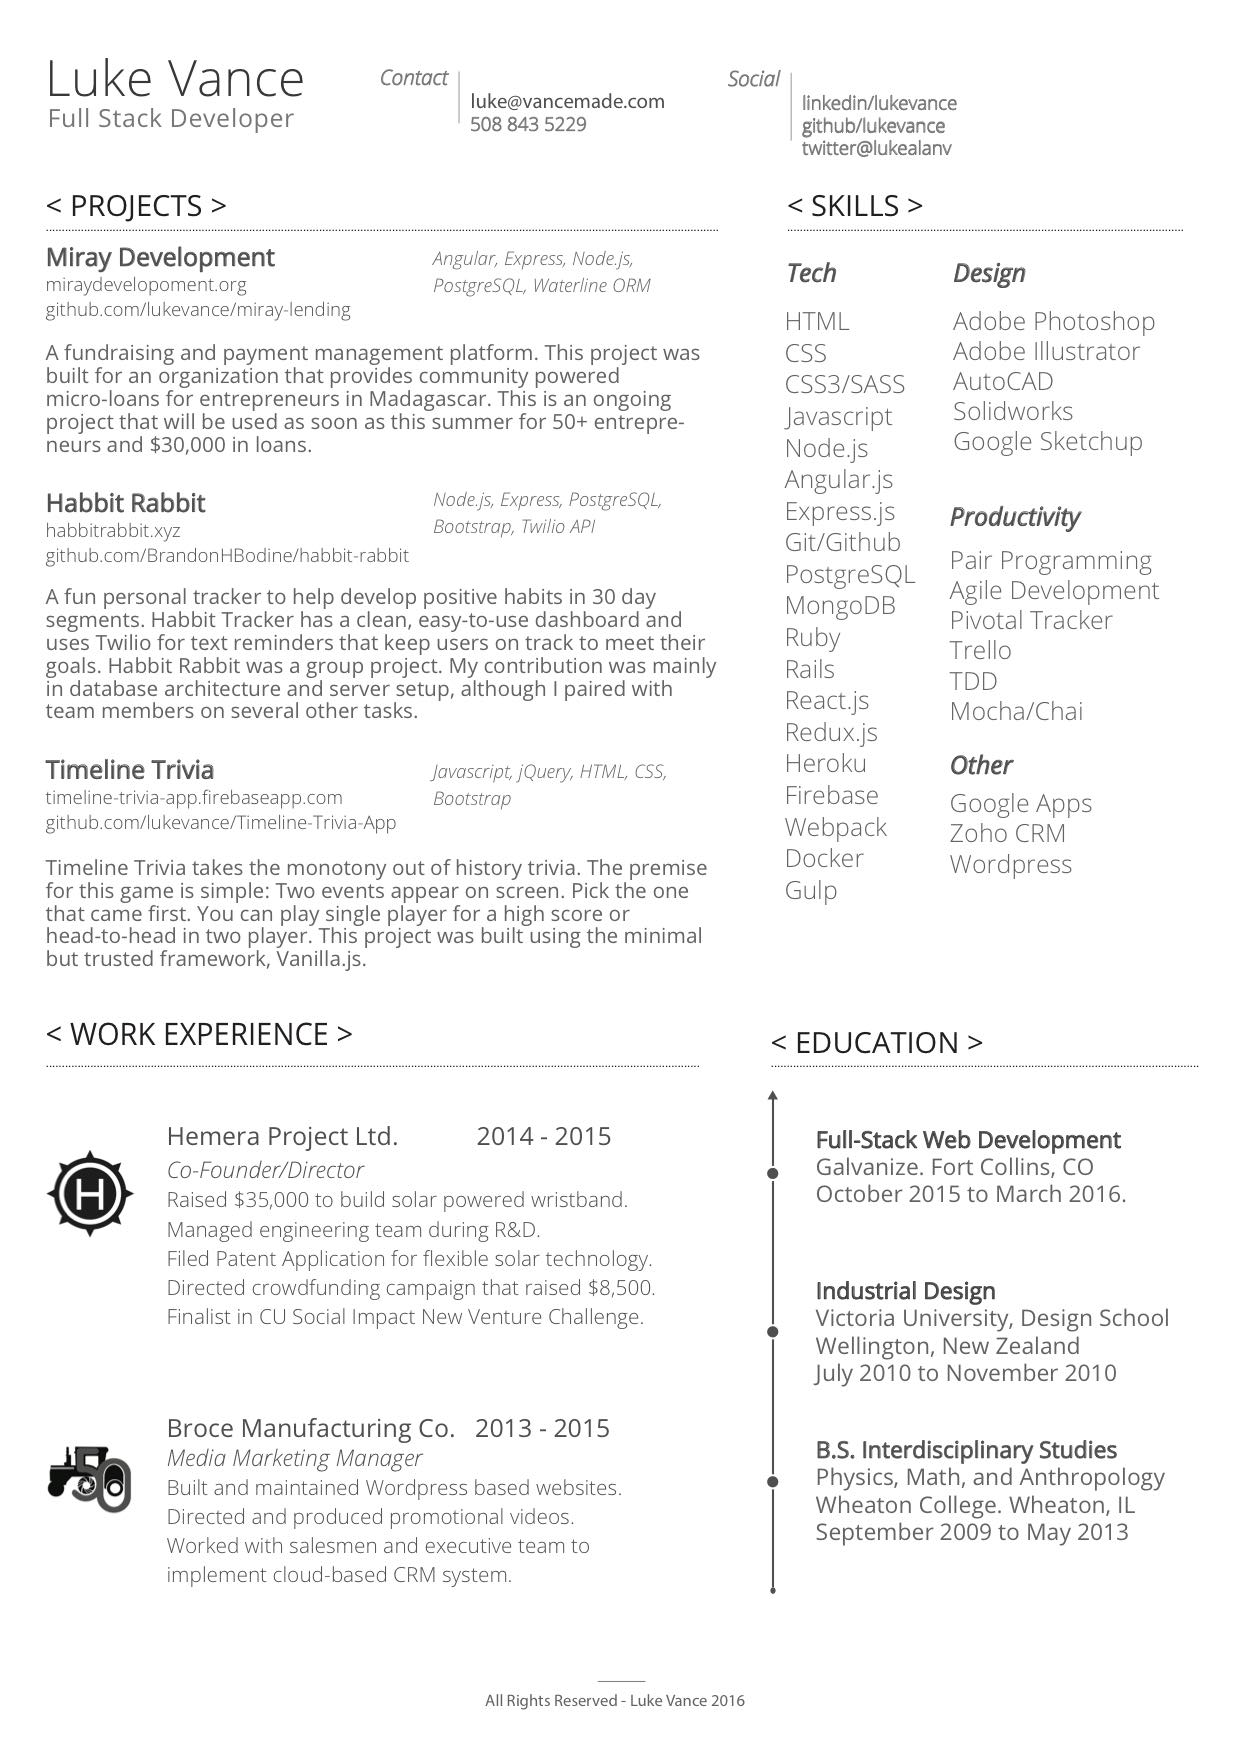 Luke Vance
Full Stack Developer
Contact
luke@vancemade.com
508 843 5229
Social
linkedin/lukevance
github/lukevance
twitter@lukealanv
< PROJECTS >
Miray Development
miraydevelopoment.org
github.com/lukevance/miray-lending
Angular, Express, Node.js,
PostgreSQL, Waterline ORM
A fundraising and payment management platform. This project was
built for an organization that provides community powered
micro-loans for entrepreneurs in Madagascar. This is an ongoing
project that will be used as soon as this summer for 50+ entrepre-
neurs and $30,000 in loans.
Habbit Rabbit
habbitrabbit.xyz
github.com/BrandonHBodine/habbit-rabbit
Node.js, Express, PostgreSQL,
Bootstrap, Twilio API
A fun personal tracker to help develop positive habits in 30 day
segments. Habbit Tracker has a clean, easy-to-use dashboard and
uses Twilio for text reminders that keep users on track to meet their
goals. Habbit Rabbit was a group project. My contribution was mainly
in database architecture and server setup, although I paired with
team members on several other tasks.
Timeline Trivia
timeline-trivia-app.firebaseapp.com
github.com/lukevance/Timeline-Trivia-App
Javascript, jQuery, HTML, CSS,
Bootstrap
Timeline Trivia takes the monotony out of history trivia. The premise
for this game is simple: Two events appear on screen. Pick the one
that came first. You can play single player for a high score or
head-to-head in two player. This project was built using the minimal
but trusted framework, Vanilla.js.
< SKILLS >
Tech
HTML
CSS
CSS3/SASS
Javascript
Node.js
Angular.js
Express.js
Git/Github
PostgreSQL
MongoDB
Ruby
Rails
React.js
Redux.js
Heroku
Firebase
Webpack
Docker
Gulp
Design
Adobe Photoshop
Adobe Illustrator
AutoCAD
Solidworks
Google Sketchup
Productivity
Pair Programming
Agile Development
Pivotal Tracker
Trello
TDD
Mocha/Chai
Other
Google Apps
Zoho CRM
Wordpress
< WORK EXPERIENCE >
H
Hemera Project Ltd. 2014 - 2015
Co-Founder/Director
Raised $35,000 to build solar powered wristband.
Managed engineering team during R&D.
Filed Patent Application for flexible solar technology.
Directed crowdfunding campaign that raised $8,500.
Finalist in CU Social Impact New Venture Challenge.
50
Broce Manufacturing Co. 2013 - 2015
Media Marketing Manager
Built and maintained Wordpress based websites.
Directed and produced promotional videos.
Worked with salesmen and executive team to
implement cloud-based CRM system.
< EDUCATION >
Full-Stack Web Development
Galvanize. Fort Collins, CO
October 2015 to March 2016.
Industrial Design
Victoria University, Design School
Wellington, New Zealand
July 2010 to November 2010
B.S. Interdisciplinary Studies
Physics, Math, and Anthropology
Wheaton College. Wheaton, IL
September 2009 to May 2013
All Rights Reserved - Luke Vance 2016